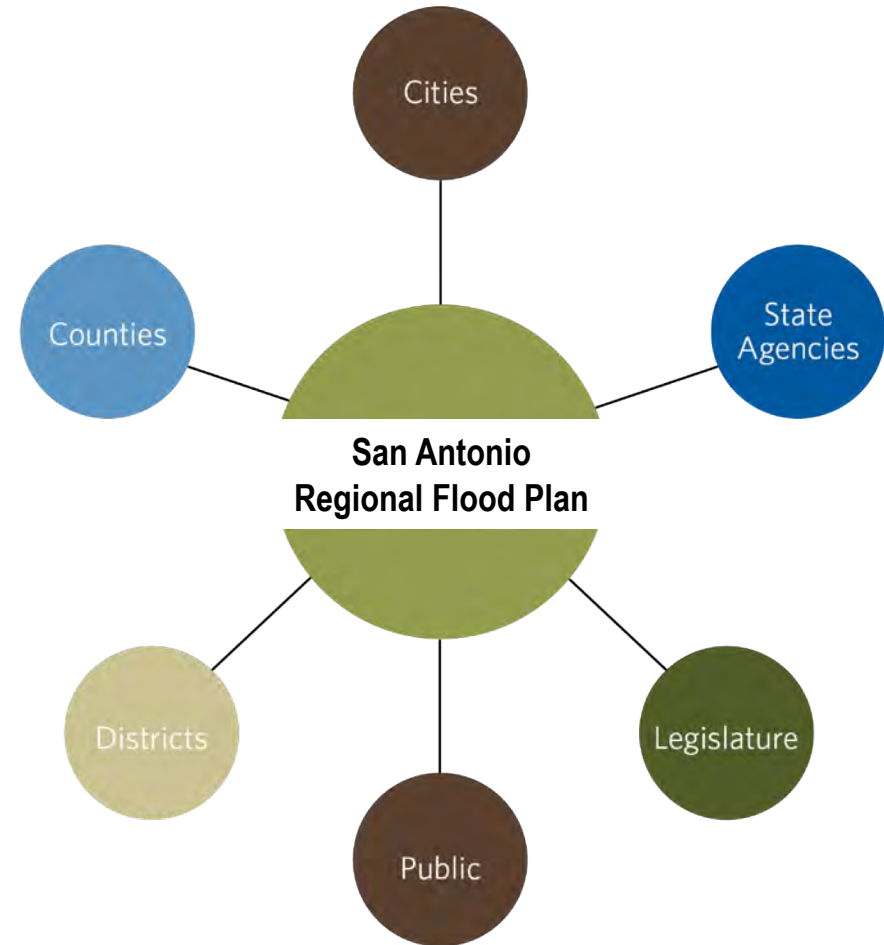 Cities
State
Agencies
Counties
San Antonio
Regional Flood Plan
Districts
Legislature
Public